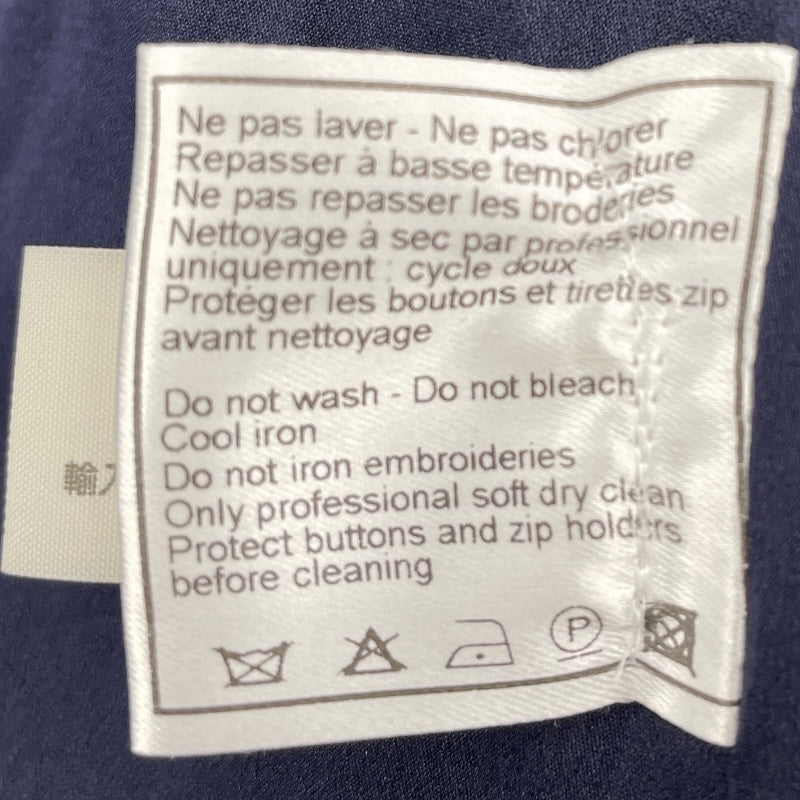 Ne pas laver - Ne pas chlorer
Repasser à basse température
Ne pas repasser les broderies
Nettoyage à sec par professionnel
uniquement : cycle doux
Protéger les boutons et tirettes zip
avant nettoyage
Do not wash - Do not bleach
Cool iron
Do not iron embroideries
Only professional soft dry clean
Protect buttons and zip holders
before cleaning
P
輸入